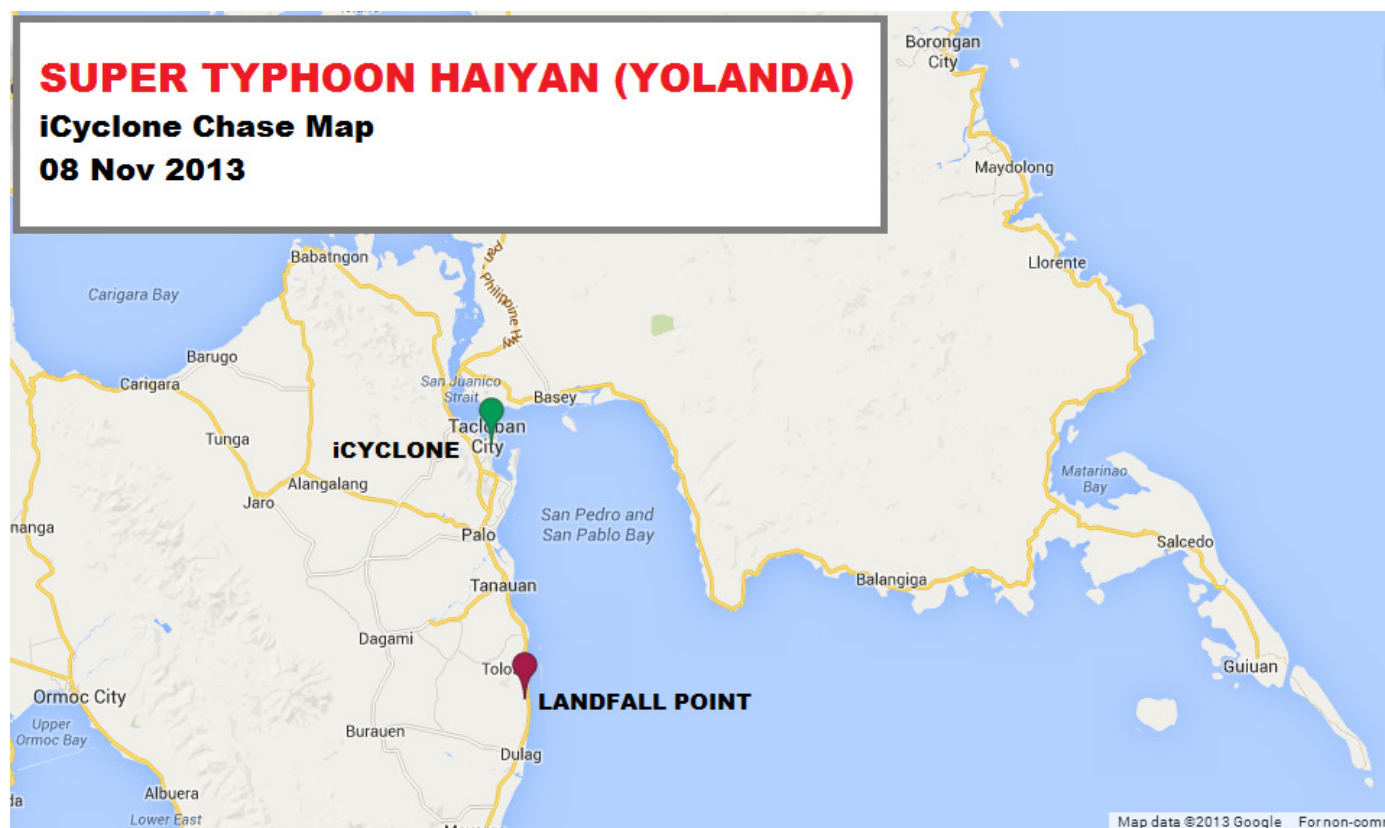 SUPER TYPHOON HAIYAN (YOLANDA)
iCyclone Chase Map
08 Nov 2013
Borongan
City
Maydolong
Llorente
Babatngon
pan - Philippine Hwy
Carigara Bay
Barugo
Carigara
San Juanico
Strait
Basey
Tacloban
City
iCYCLONE
Tunga
Alangalang
Jaro
nanga
Matarinao
Bay
San Pedro and
San Pablo Bay
Palo
Salcedo
Tanauan
Balangiga
Dagami
Guiuan
LANDFALL POINT
Ormoc City
Upper
Ormoc Bay
Burauen
Dulag
Albuera
Lower East
Map data ©2013 Google